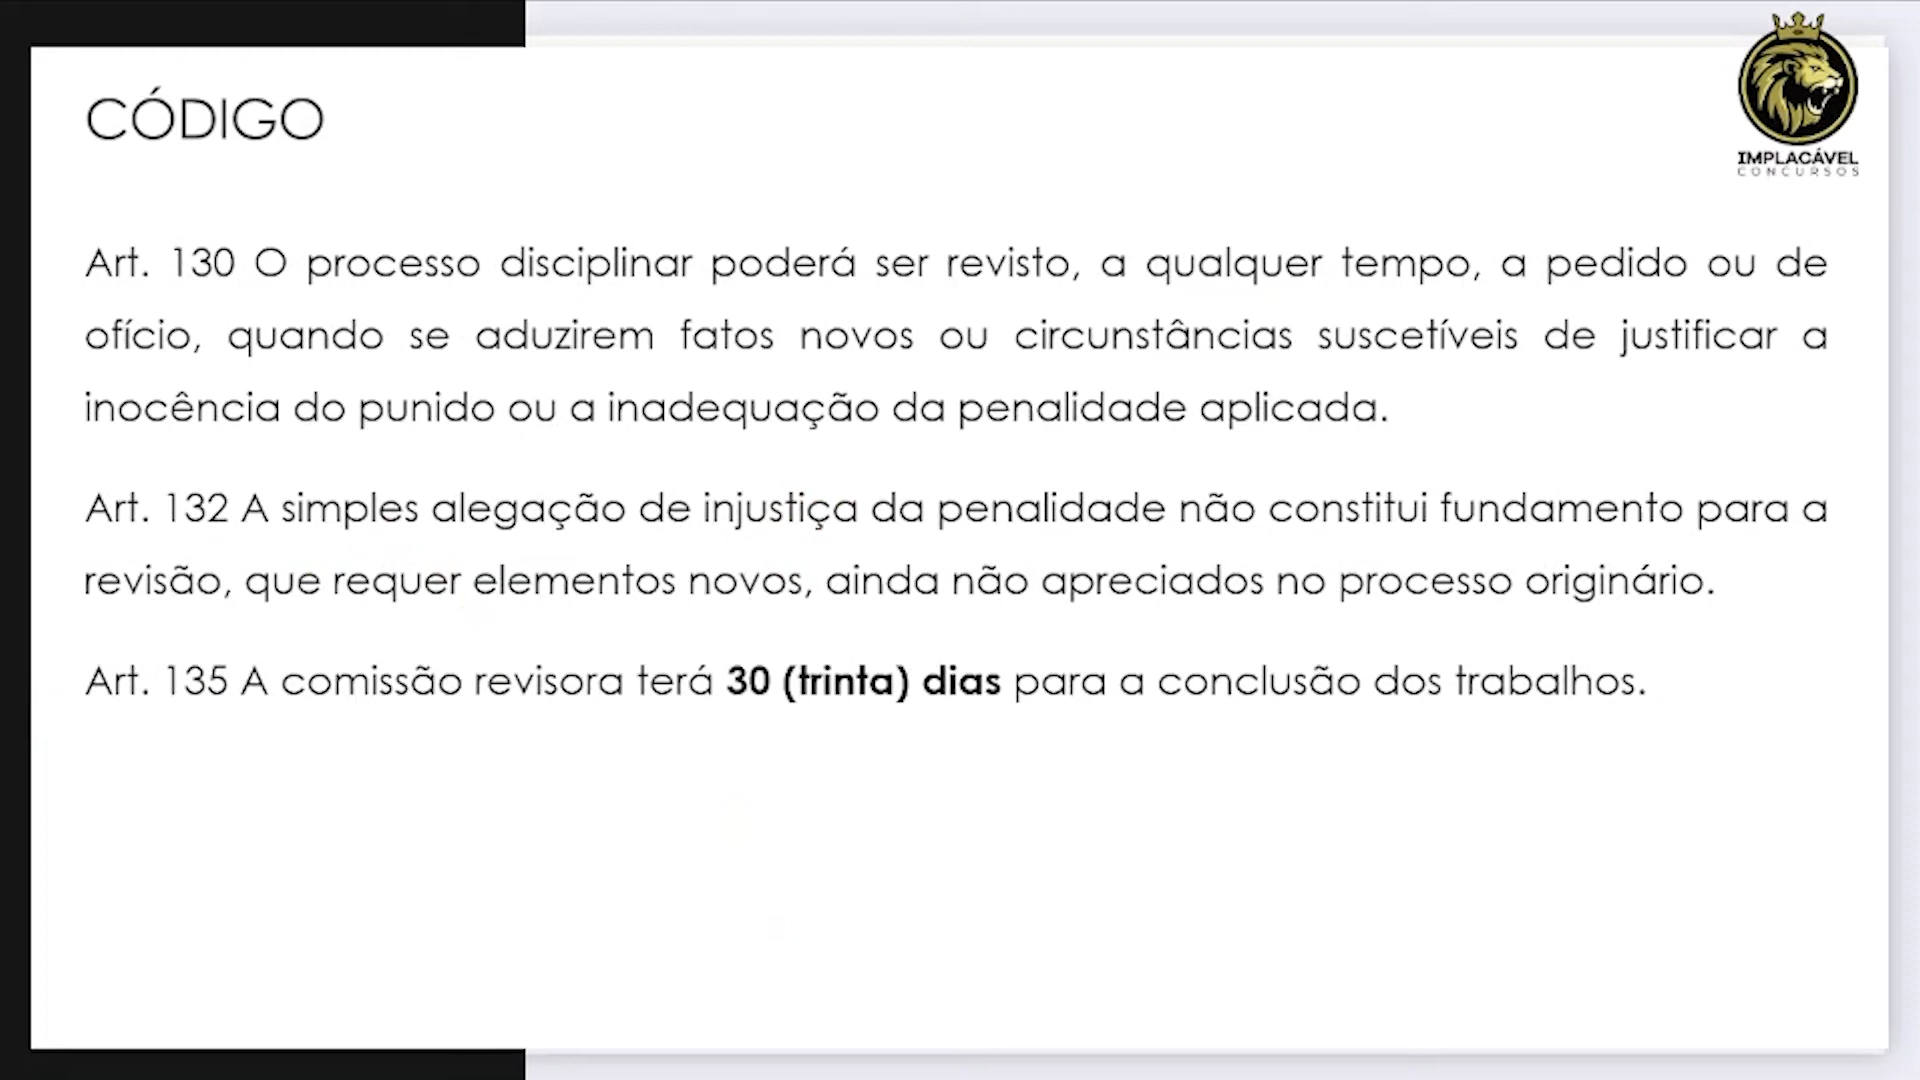 IMPLACÁVEL
CONCURSOS
CÓDIGO
Art. 130 O processo disciplinar poderá ser revisto, a qualquer tempo, a pedido ou de
ofício, quando se aduzirem fatos novos ou circunstâncias suscetíveis de justificar a
inocência do punido ou a inadequação da penalidade aplicada.
Art. 132 A simples alegação de injustiça da penalidade não constitui fundamento para a
revisão, que requer elementos novos, ainda não apreciados no processo originário.
Art. 135 A comissão revisora terá 30 (trinta) dias para a conclusão dos trabalhos.